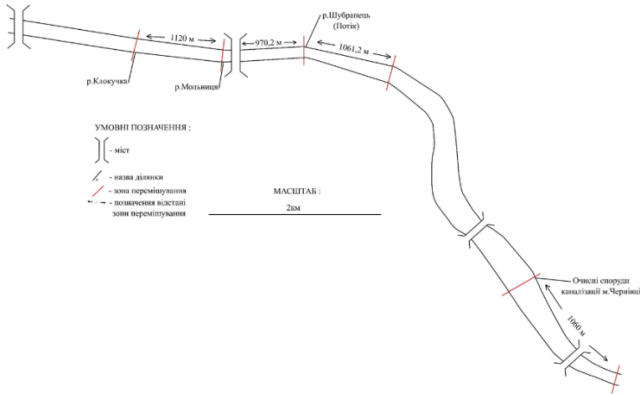 р.Шубранець
(Потік)
1120 м
970,2 м
1061,2 м
р.Клокучка
р.Мольниця
УМОВНІ ПОЗНАЧЕННЯ :
- міст
- назва ділянки
- зона перемішування
- позначення відстані
зони перемішування
МАСШТАБ :
2км
Очисні споруди
каналізації м.Чернівці
1060 м